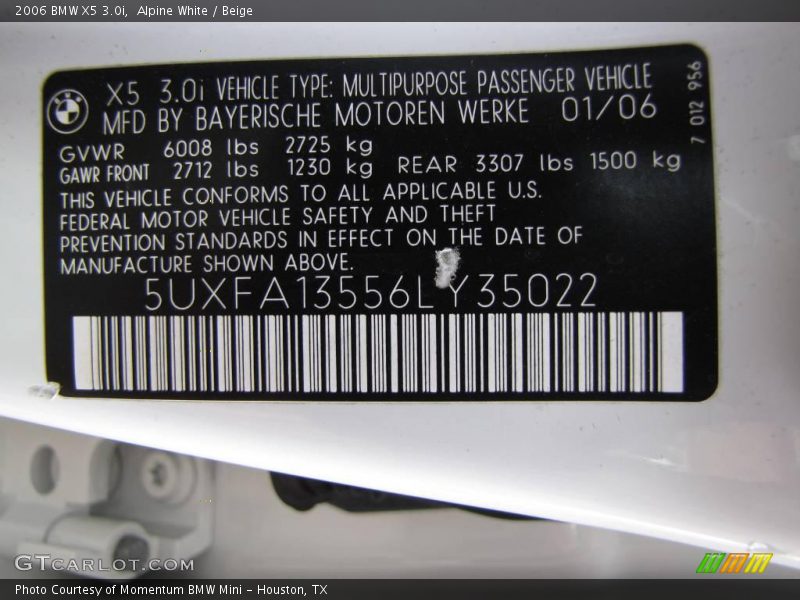 2006 BMW X5 3.0i, Alpine White / Beige
X5 3.0i VEHICLE TYPE: MULTIPURPOSE PASSENGER VEHICLE
MFD BY BAYERISCHE MOTOREN WERKE 01/06
GVWR 6008 lbs 2725 kg
GAWR FRONT 2712 lbs 1230 kg REAR 3307 lbs 1500 kg
THIS VEHICLE CONFORMS TO ALL APPLICABLE U.S.
FEDERAL MOTOR VEHICLE SAFETY AND THEFT
PREVENTION STANDARDS IN EFFECT ON THE DATE OF
MANUFACTURE SHOWN ABOVE.
5UXFA13556LY35022
7 012 956
GTCARLOT.COM
Photo Courtesy of Momentum BMW Mini - Houston, TX